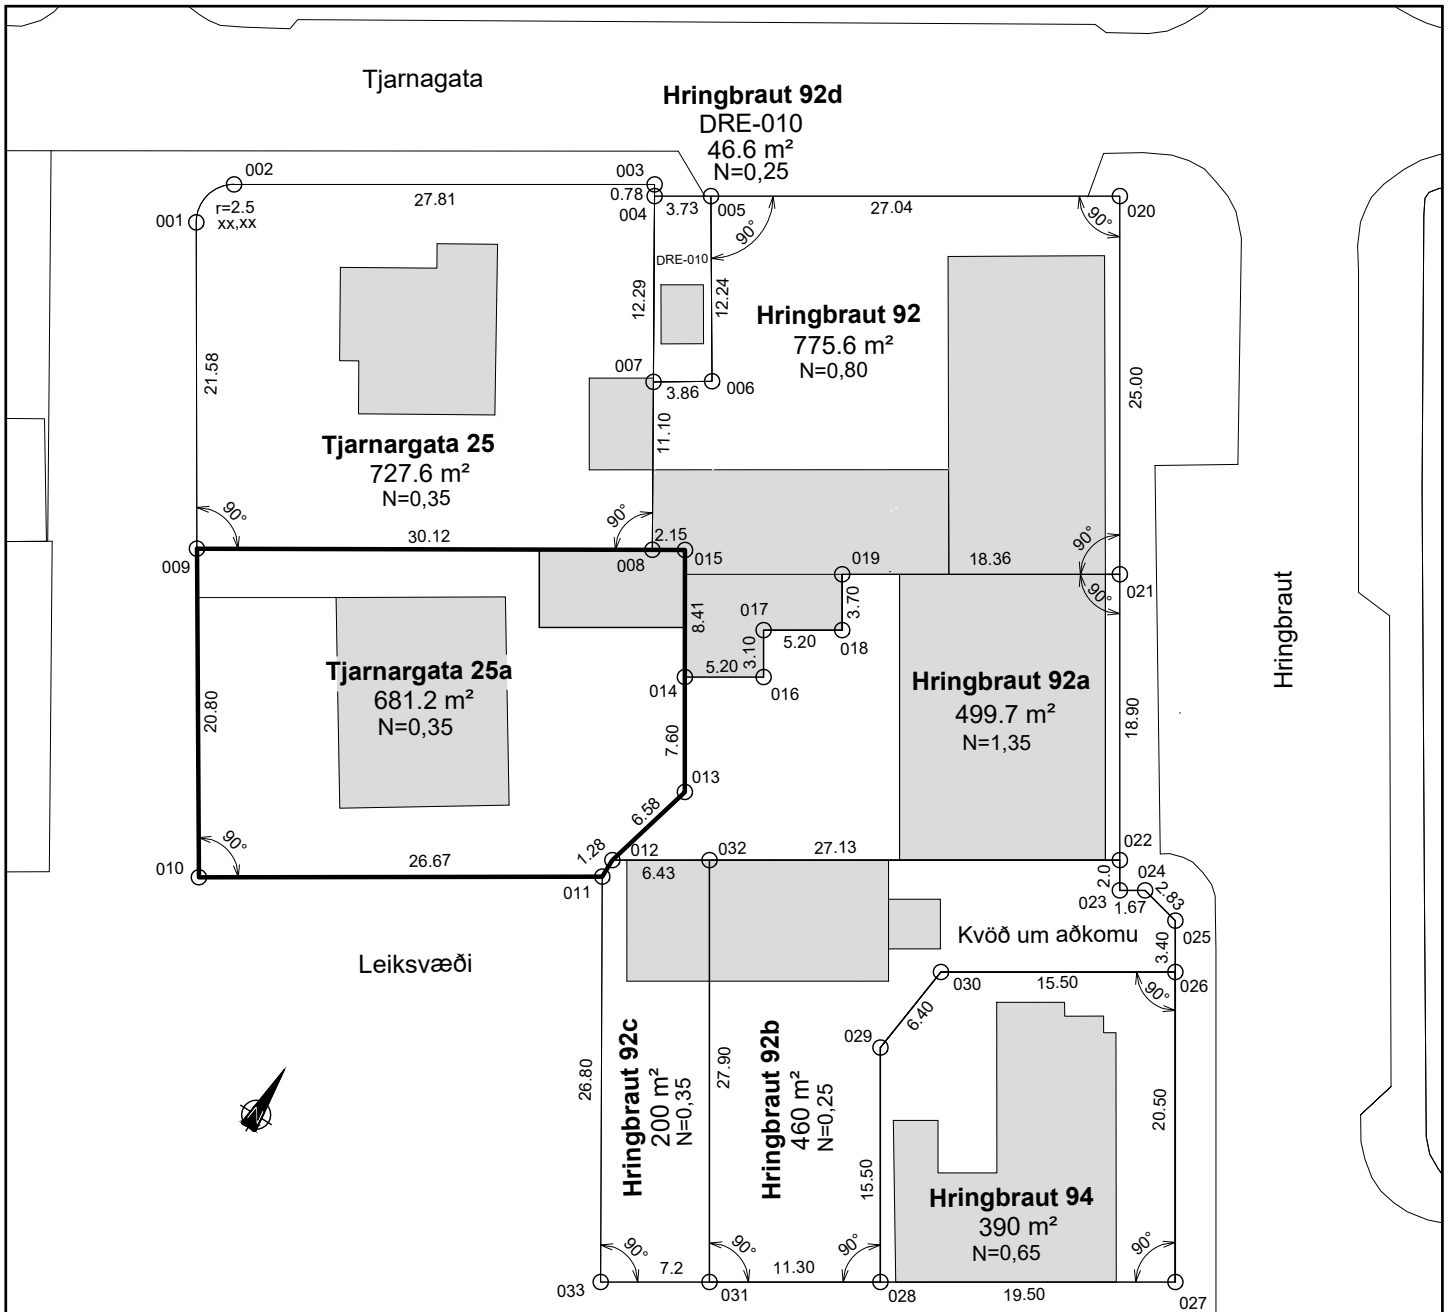 Tjarnagata
Hringbraut 92d
DRE-010
46.6 m²
N=0,25
002
003
27.81
0.78
004
3.73
005
27.04
020
001
r=2.5
xx,xx
90°
90°
DRE-010
12.29
12.24
Hringbraut 92
775.6 m²
N=0,80
21.58
007
3.86
006
25.00
11.10
Tjarnargata 25
727.6 m²
N=0,35
90°
90°
30.12
2.15
009
008
015
90°
019
18.36
021
90°
8.41
017
3.70
018
5.20
3.10
5.20
014
016
Tjarnargata 25a
681.2 m²
N=0,35
20.80
Hringbraut 92a
499.7 m²
N=1,35
18.90
Hringbraut
7.60
013
6.58
90°
1.28
012
032
27.13
022
010
26.67
011
6.43
2.0
024
023
1.67
2.83
025
Leiksvæði
Kvöð um aðkomu
3.40
030
15.50
026
90°
6.40
029
26.80
27.90
Hringbraut 92c
200 m²
N=0,35
Hringbraut 92b
460 m²
N=0,25
20.50
15.50
Hringbraut 94
390 m²
N=0,65
90°
90°
90°
90°
033
7.2
031
11.30
028
19.50
027